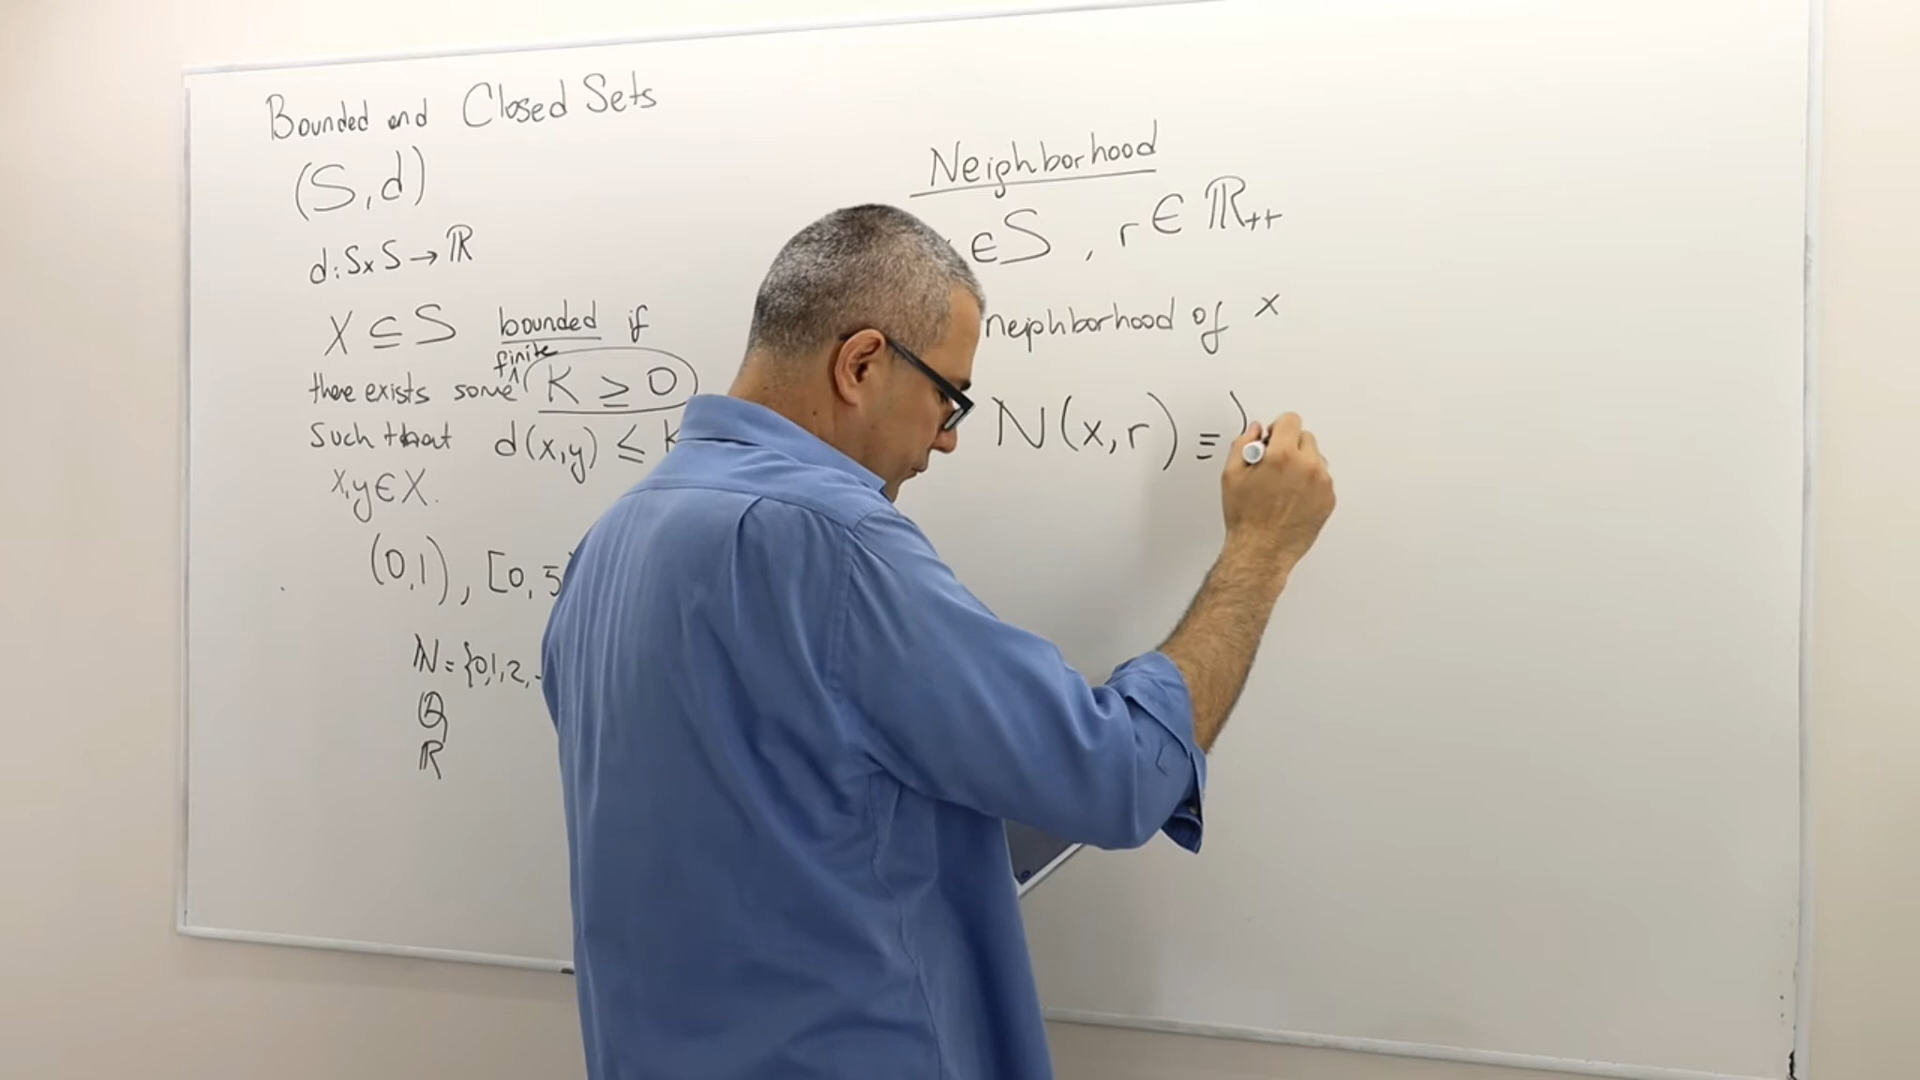 Bounded and Closed Sets
(S,d)
d:S×S→ℝ
X⊆S bounded if
finite
there exists some K≥0
Such that d(x,y)≤K
x,y∈X.
(0,1), [0,5
ℕ={0,1,2,
ℚ
ℝ
Neighborhood
∈S, r∈ℝ++
neighborhood of x
N(x,r)≡